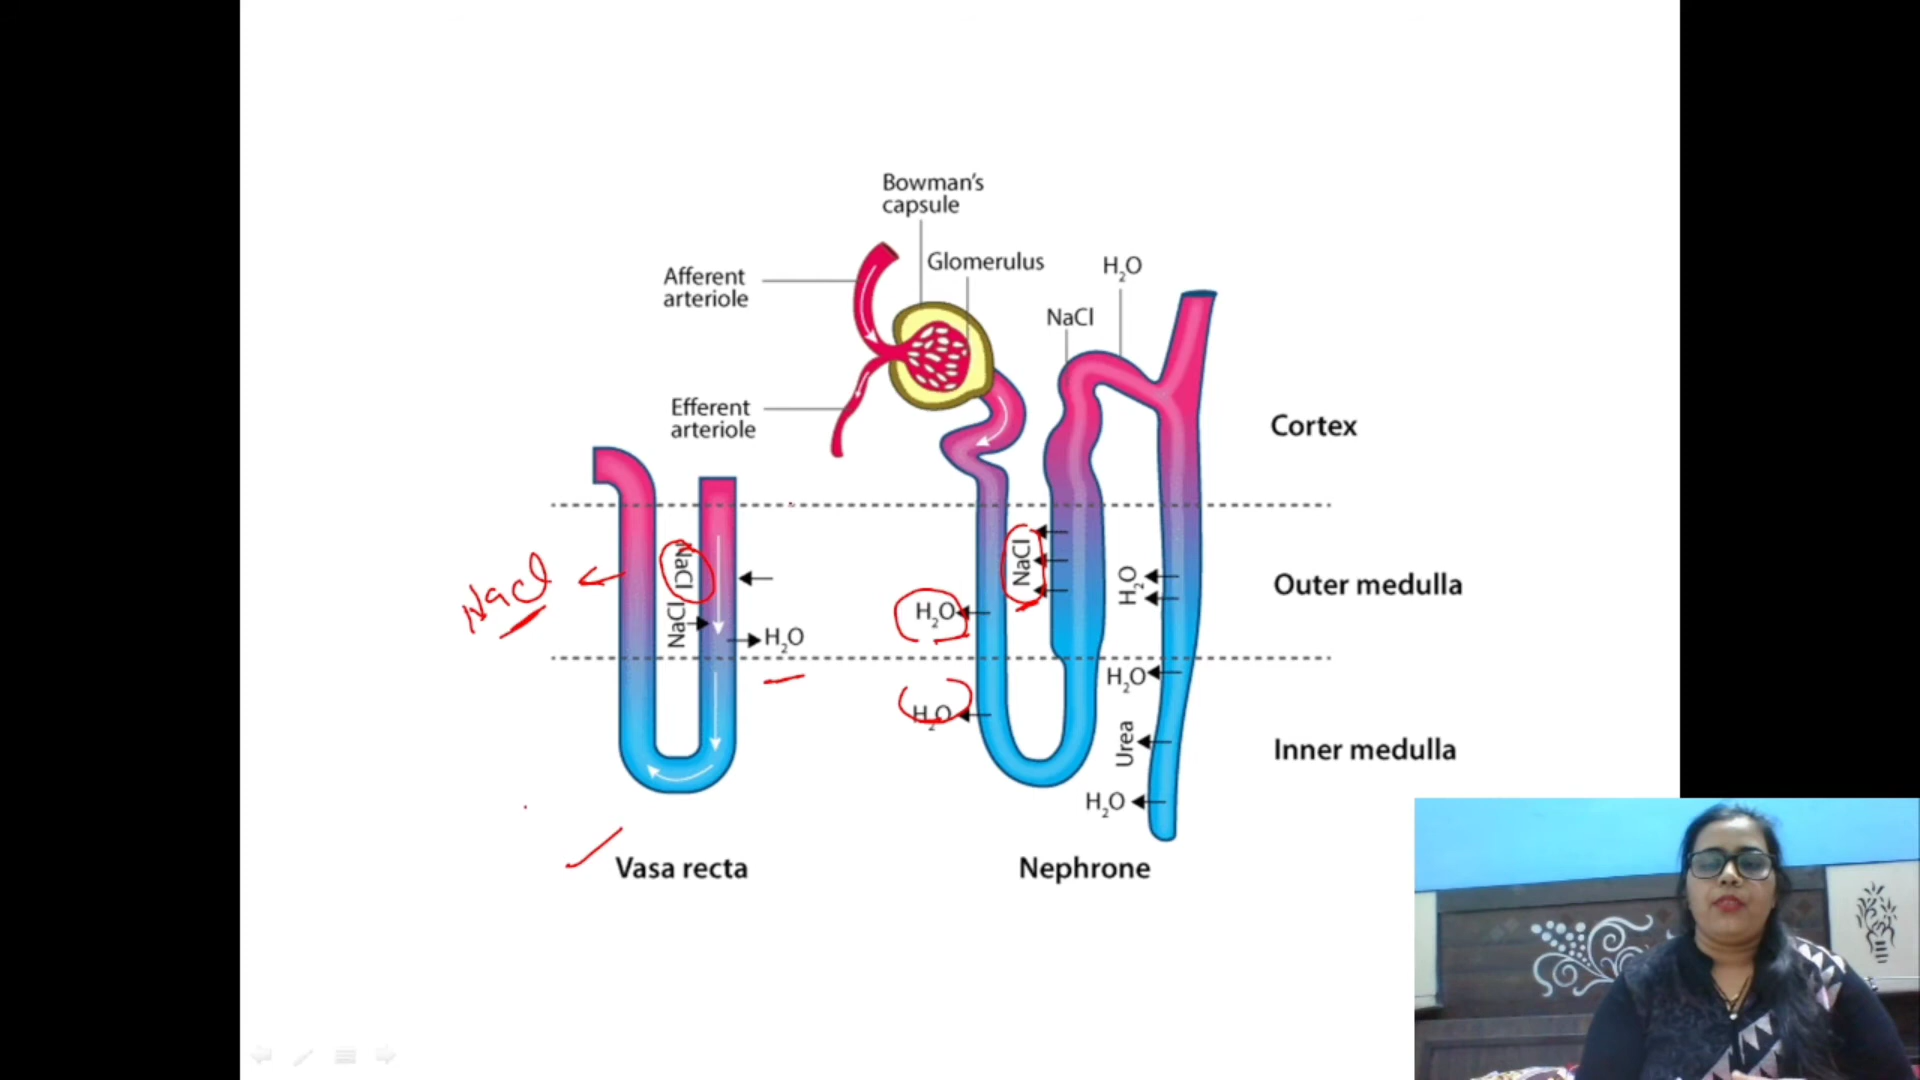 Bowman's
capsule
Glomerulus
H₂O
Afferent
arteriole
NaCl
Efferent
arteriole
Cortex
NaCl
NaCl
NaCl
NaCl
H₂O
H₂O
H₂O
Outer medulla
H₂O
H₂O
Urea
H₂O
Inner medulla
Vasa recta
Nephrone